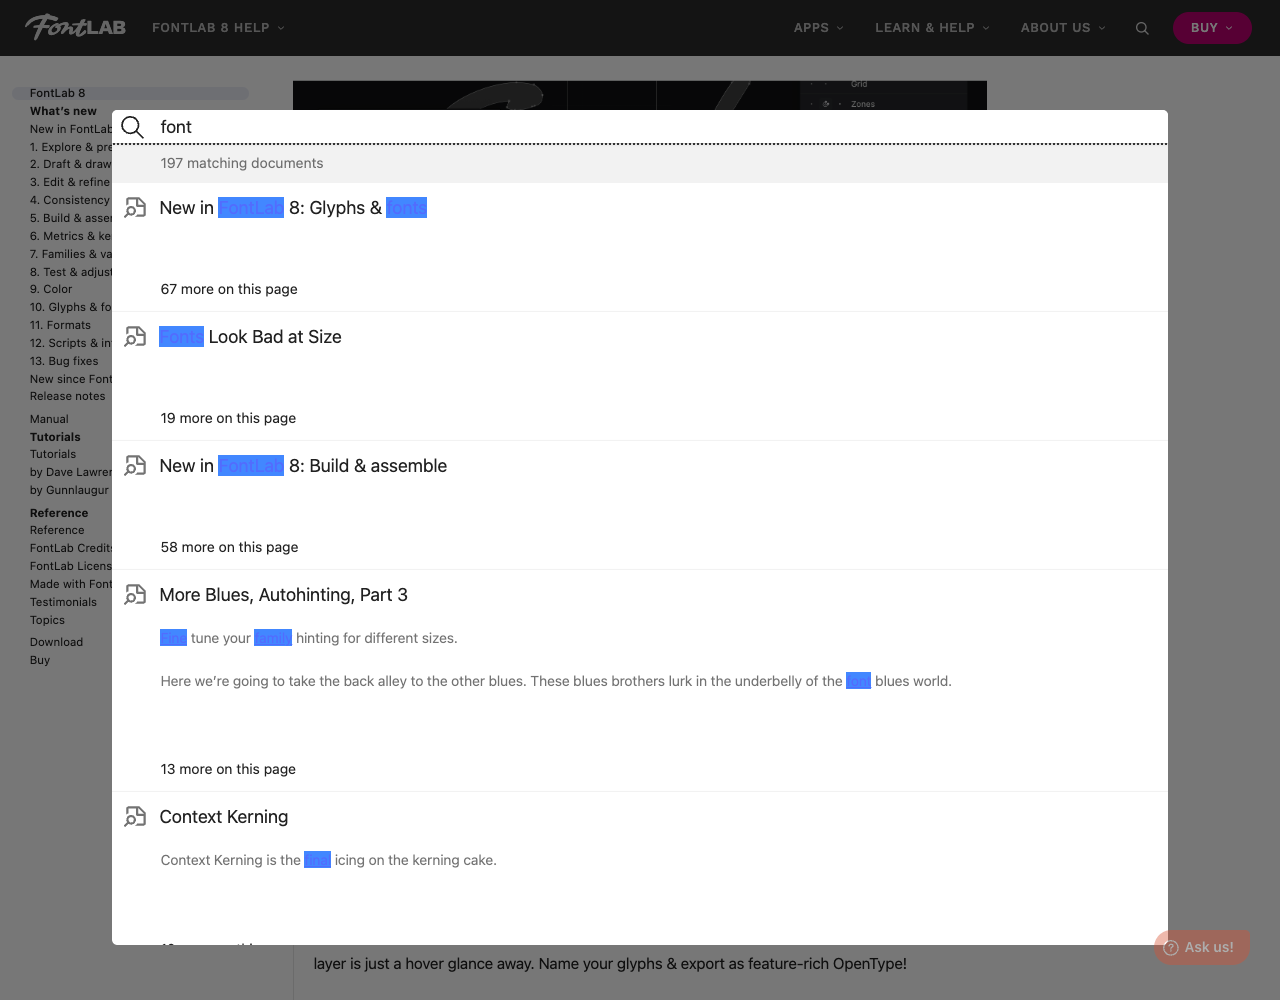 FontLAB
FONTLAB 8 HELP
APPS
LEARN & HELP
ABOUT US
BUY
Grid
Zones
FontLab 8
What's new
New in FontLab
1. Explore & pre
2. Draft & draw
3. Edit & refine
4. Consistency
5. Build & asse
6. Metrics & ke
7. Families & va
8. Test & adjust
9. Color
10. Glyphs & fo
11. Formats
12. Scripts & in
13. Bug fixes
New since Font
Release notes
Manual
Tutorials
Tutorials
by Dave Lawren
by Gunnlaugur
Reference
Reference
FontLab Credits
FontLab Licens
Made with Font
Testimonials
Topics
Download
Buy
font
197 matching documents
New in FontLab 8: Glyphs & fonts
67 more on this page
Fonts Look Bad at Size
19 more on this page
New in FontLab 8: Build & assemble
58 more on this page
More Blues, Autohinting, Part 3
Fine tune your family hinting for different sizes.
Here we’re going to take the back alley to the other blues. These blues brothers lurk in the underbelly of the font blues world.
13 more on this page
Context Kerning
Context Kerning is the final icing on the kerning cake.
Ask us!
layer is just a hover glance away. Name your glyphs & export as feature-rich OpenType!